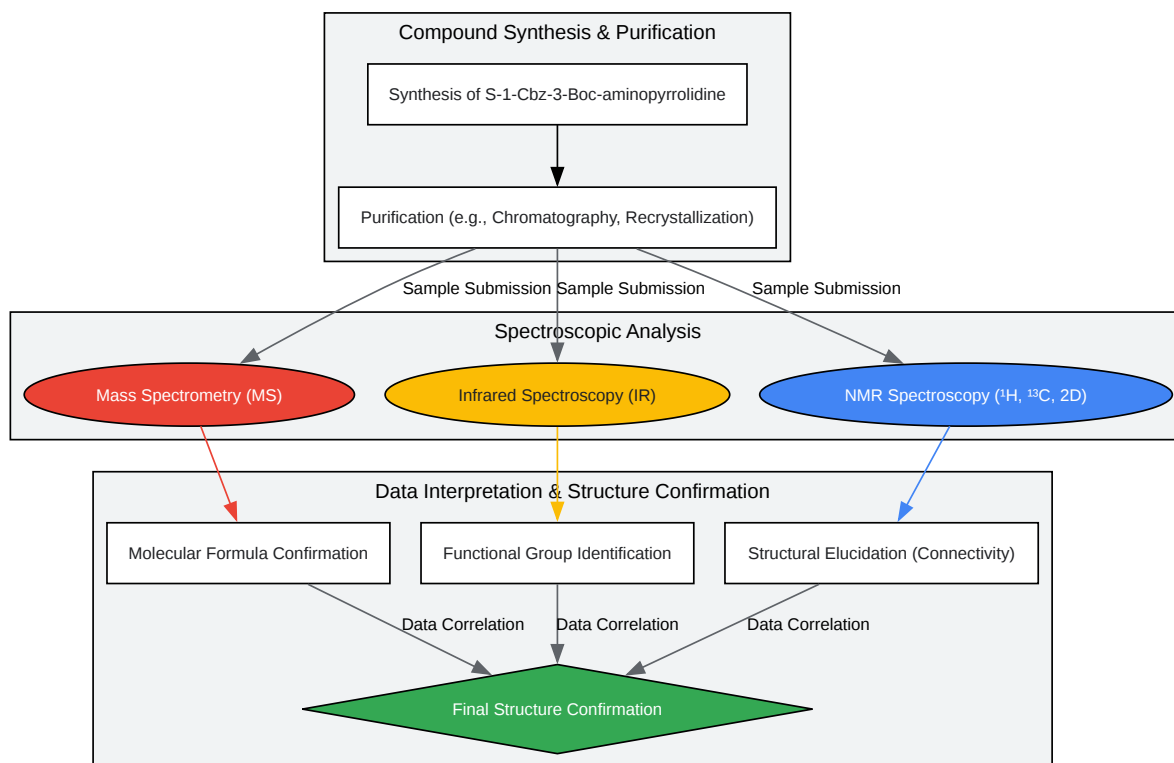 Compound Synthesis & Purification
Synthesis of S-1-Cbz-3-Boc-aminopyrrolidine
Purification (e.g., Chromatography, Recrystallization)
Sample Submission
Sample Submission
Sample Submission
Spectroscopic Analysis
Mass Spectrometry (MS)
Infrared Spectroscopy (IR)
NMR Spectroscopy (¹H, ¹³C, 2D)
Data Interpretation & Structure Confirmation
Molecular Formula Confirmation
Functional Group Identification
Structural Elucidation (Connectivity)
Data Correlation
Data Correlation
Data Correlation
Final Structure Confirmation